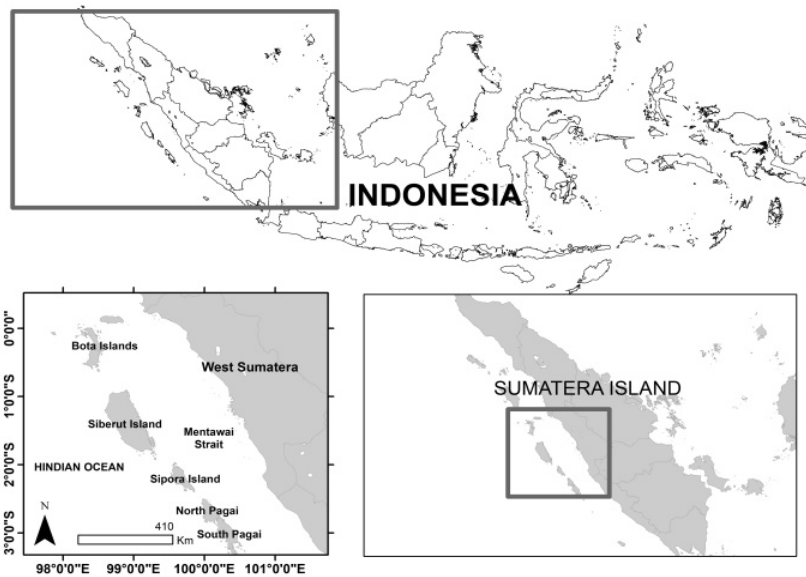 INDONESIA
0°0'0"
1°0'0"S
2°0'0"S
3°0'0"S
Bota Islands
West Sumatera
Siberut Island
Mentawai
Strait
HINDIAN OCEAN
Sipora Island
N
North Pagai
410
South Pagai
Km
98°0'0"E 99°0'0"E 100°0'0"E 101°0'0"E
SUMATERA ISLAND